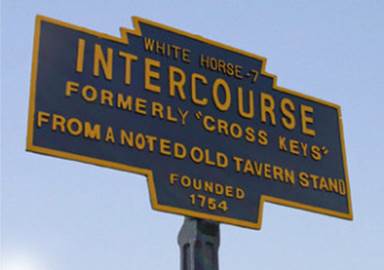 WHITE HORSE-7
INTERCOURSE
FORMERLY "CROSS KEYS"
FROM A NOTED OLD TAVERN STAND
FOUNDED
1754